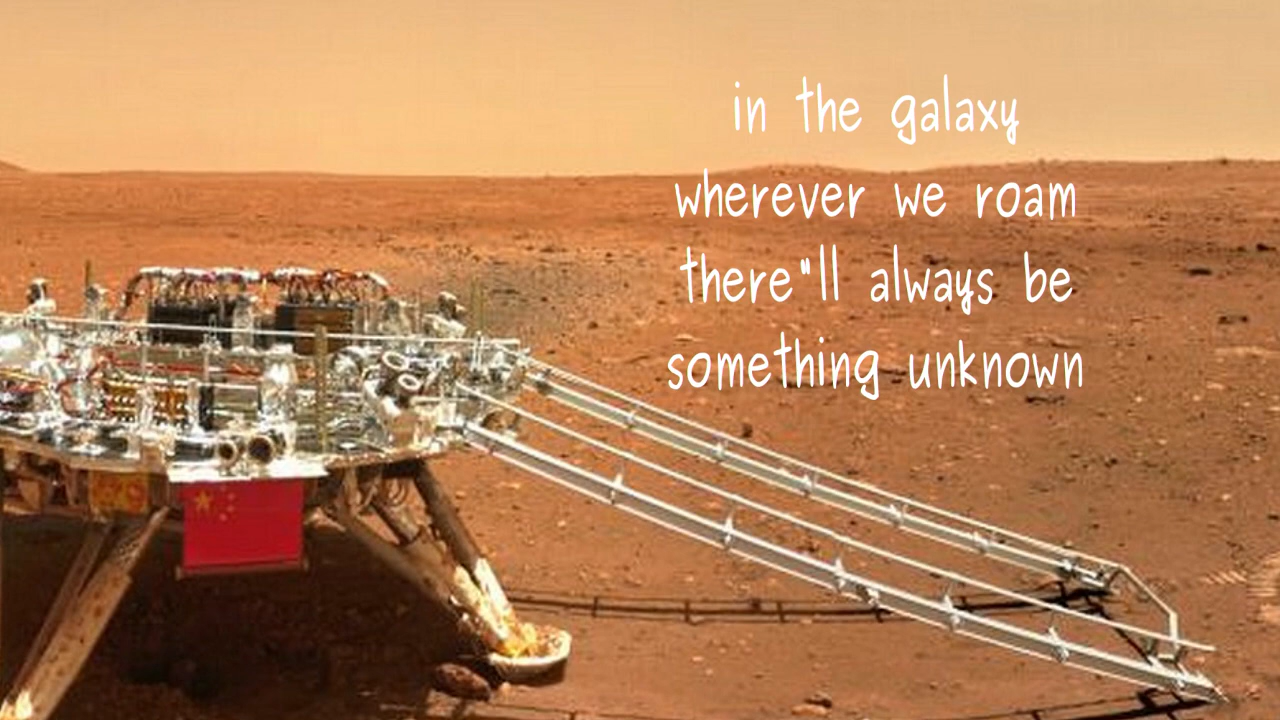 in the galaxy
wherever we roam
there"ll always be
something unknown